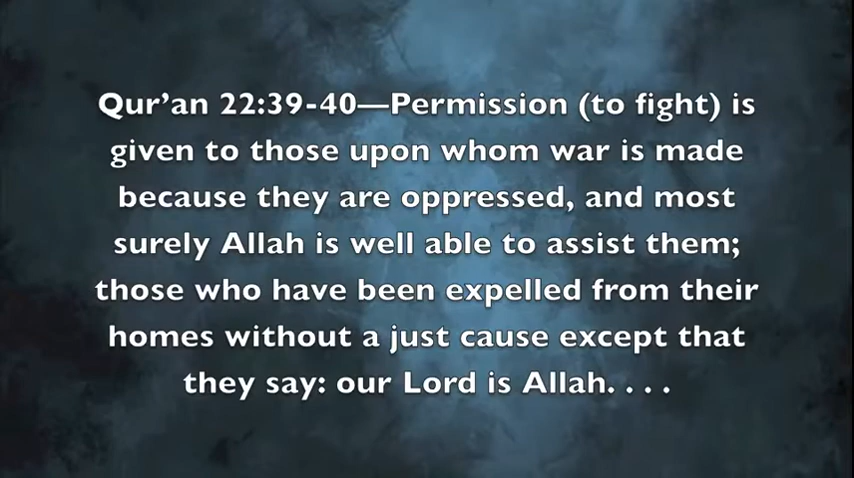 Qur’an 22:39-40—Permission (to fight) is
given to those upon whom war is made
because they are oppressed, and most
surely Allah is well able to assist them;
those who have been expelled from their
homes without a just cause except that
they say: our Lord is Allah. . . .